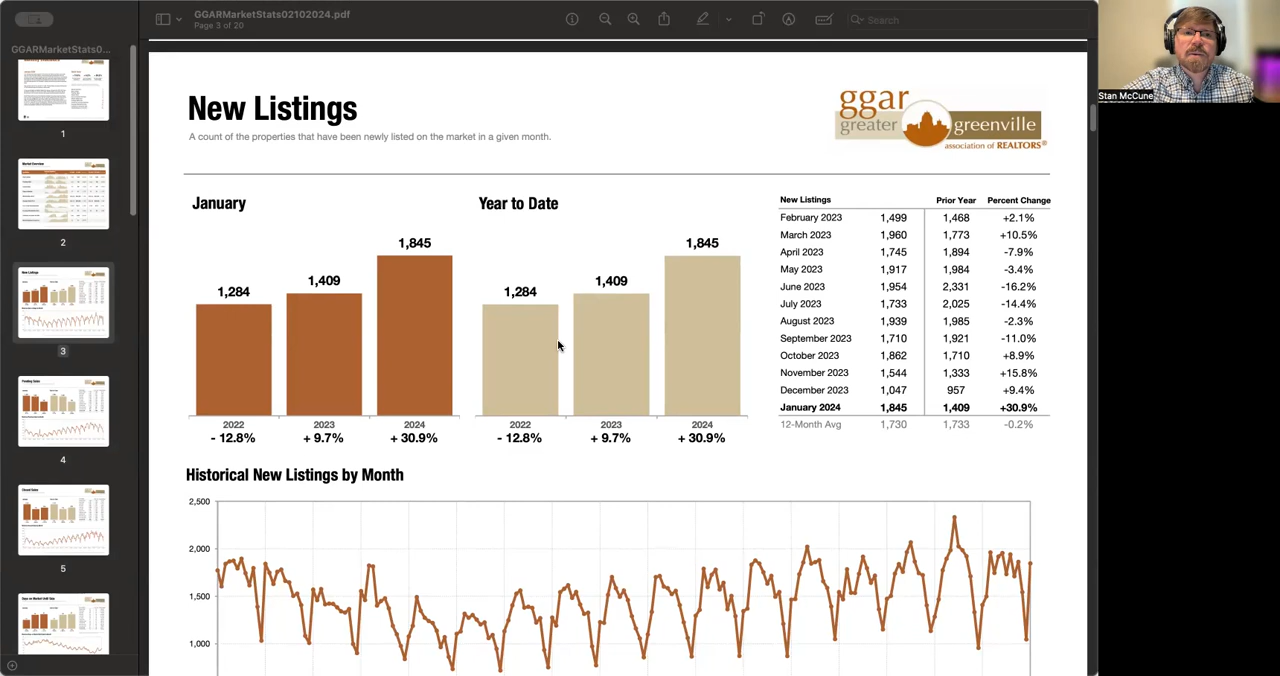 GGARMarketStats02102024.pdf
Page 3 of 20
Search
GGARMarketStats0...
1
2
3
4
5
Stan McCune
New Listings
A count of the properties that have been newly listed on the market in a given month.
ggar
greater greenville
association of REALTORS®
January
1,284
1,409
1,845
2022 2023 2024
- 12.8% + 9.7% + 30.9%
Year to Date
1,284
1,409
1,845
2022 2023 2024
- 12.8% + 9.7% + 30.9%
New Listings Prior Year Percent Change
February 2023 1,499 1,468 +2.1%
March 2023 1,960 1,773 +10.5%
April 2023 1,745 1,894 -7.9%
May 2023 1,917 1,984 -3.4%
June 2023 1,954 2,331 -16.2%
July 2023 1,733 2,025 -14.4%
August 2023 1,939 1,985 -2.3%
September 2023 1,710 1,921 -11.0%
October 2023 1,862 1,710 +8.9%
November 2023 1,544 1,333 +15.8%
December 2023 1,047 957 +9.4%
January 2024 1,845 1,409 +30.9%
12-Month Avg 1,730 1,733 -0.2%
Historical New Listings by Month
2,500
2,000
1,500
1,000